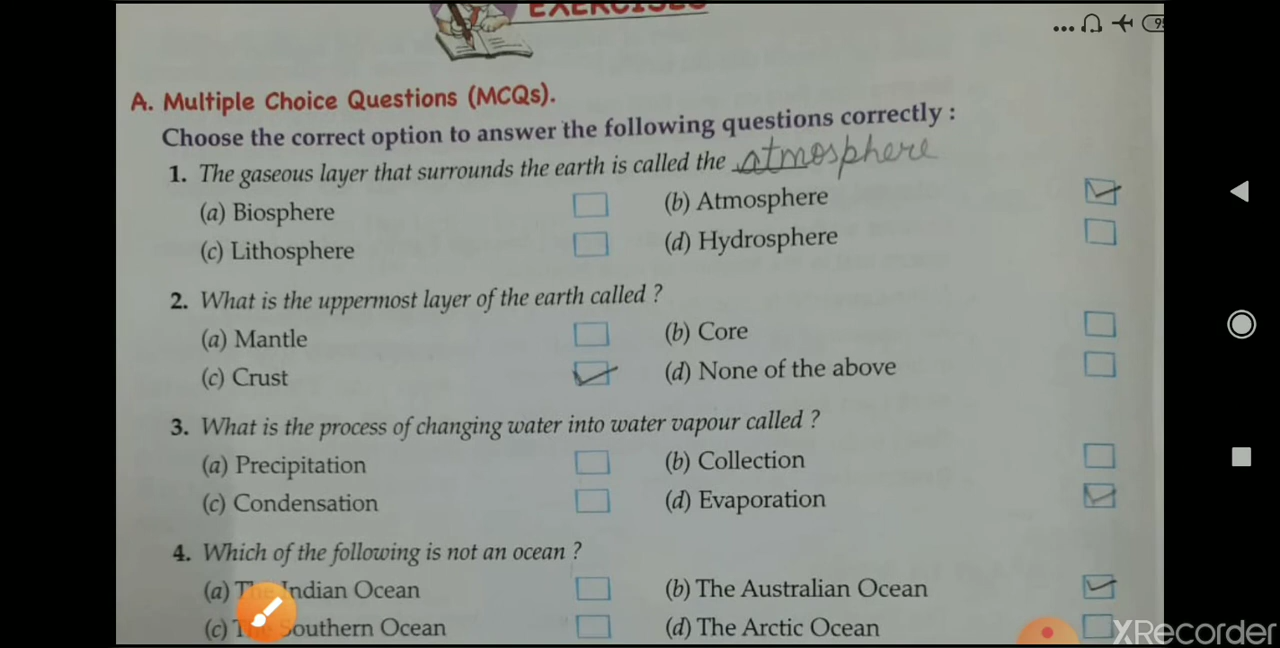 EXERCISES
A. Multiple Choice Questions (MCQs).
Choose the correct option to answer the following questions correctly :
1. The gaseous layer that surrounds the earth is called the atmosphere
(a) Biosphere (b) Atmosphere
(c) Lithosphere (d) Hydrosphere
2. What is the uppermost layer of the earth called ?
(a) Mantle (b) Core
(c) Crust (d) None of the above
3. What is the process of changing water into water vapour called ?
(a) Precipitation (b) Collection
(c) Condensation (d) Evaporation
4. Which of the following is not an ocean ?
(a) The Indian Ocean (b) The Australian Ocean
(c) The Southern Ocean (d) The Arctic Ocean
XRecorder